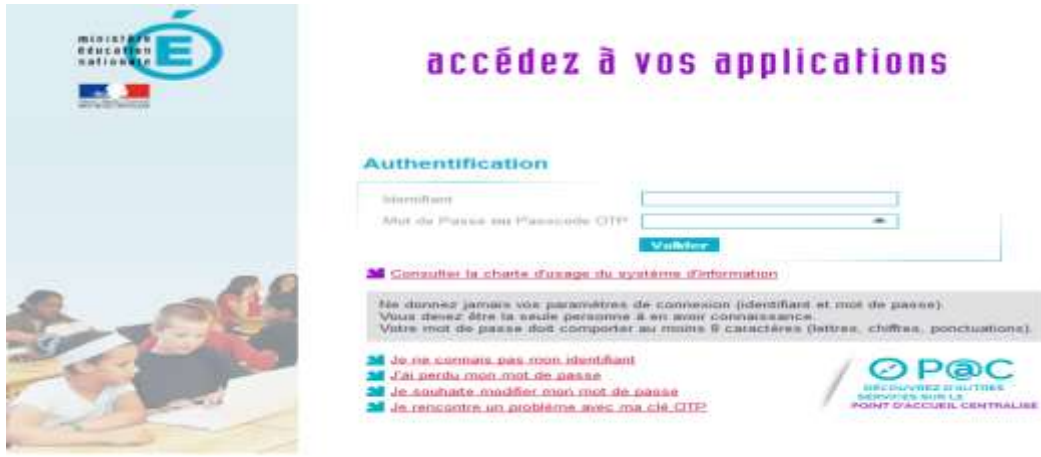 ministère
éducation
nationale
accédez à vos applications
Authentification
Identifiant
Mot de Passe ou Passcode OTP
Valider
Consulter la charte d'usage du système d'information
Ne donnez jamais vos paramètres de connexion (identifiant et mot de passe).
Vous devez être la seule personne à en avoir connaissance.
Votre mot de passe doit comporter au moins 8 caractères (lettres, chiffres, ponctuations).
Je ne connais pas mon identifiant
J'ai perdu mon mot de passe
Je souhaite modifier mon mot de passe
Je rencontre un problème avec ma clé OTP
P@C
DÉCOUVREZ D'AUTRES
SERVICES SUR LE
POINT D'ACCUEIL CENTRALISÉ